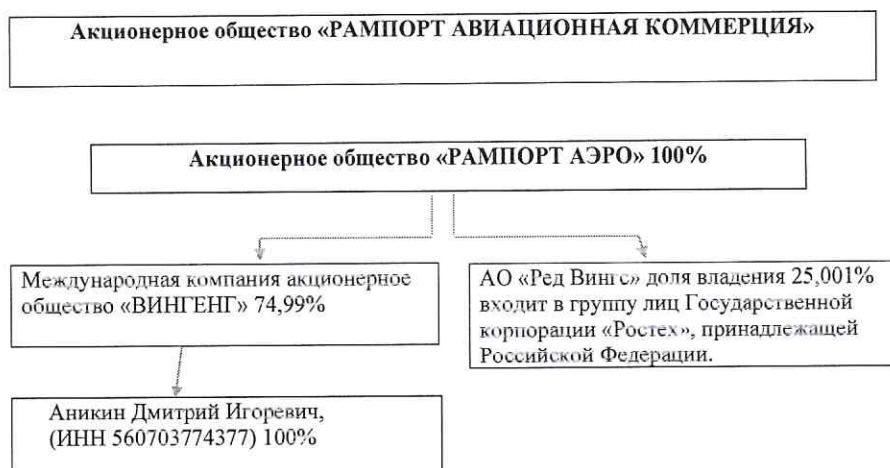 Акционерное общество «РАМПОРТ АВИАЦИОННАЯ КОММЕРЦИЯ»
Акционерное общество «РАМПОРТ АЭРО» 100%
Международная компания акционерное
общество «ВИНГЕНГ» 74,99%
АО «Ред Вингс» доля владения 25,001%
входит в группу лиц Государственной
корпорации «Ростех», принадлежащей
Российской Федерации.
Аникин Дмитрий Игоревич,
(ИНН 560703774377) 100%